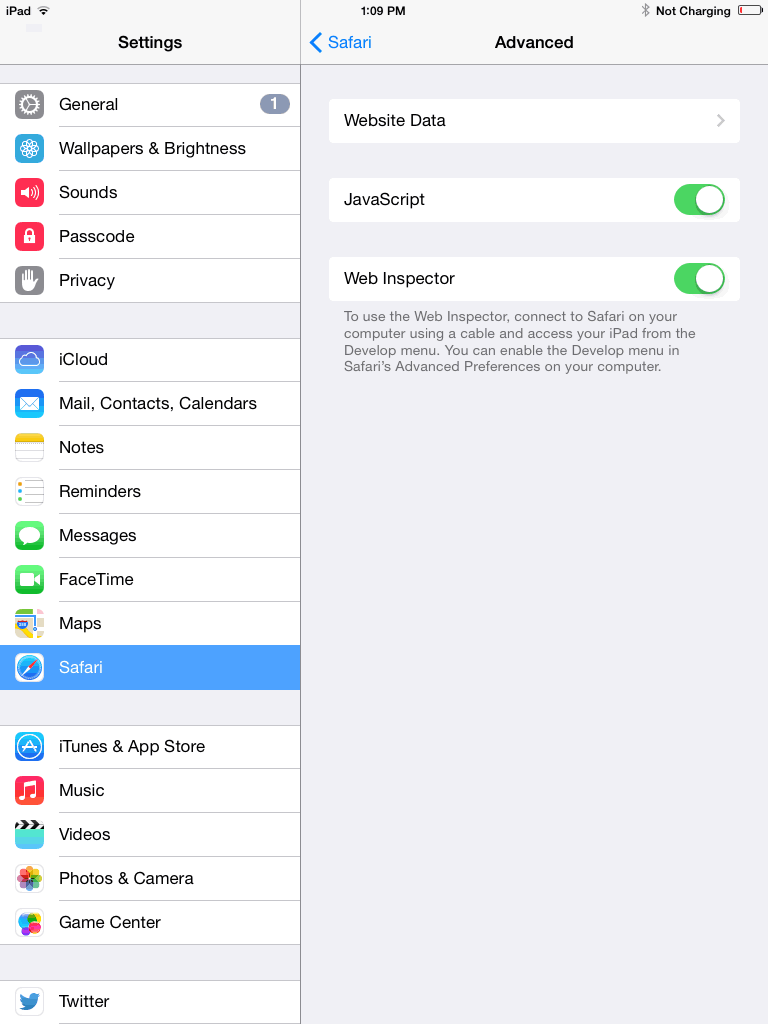 iPad
1:09 PM
Not Charging
Settings
Safari
Advanced
General
1
Wallpapers & Brightness
Sounds
Passcode
Privacy
iCloud
Mail, Contacts, Calendars
Notes
Reminders
Messages
FaceTime
Maps
Safari
iTunes & App Store
Music
Videos
Photos & Camera
Game Center
Twitter
Website Data
JavaScript
Web Inspector
To use the Web Inspector, connect to Safari on your
computer using a cable and access your iPad from the
Develop menu. You can enable the Develop menu in
Safari's Advanced Preferences on your computer.